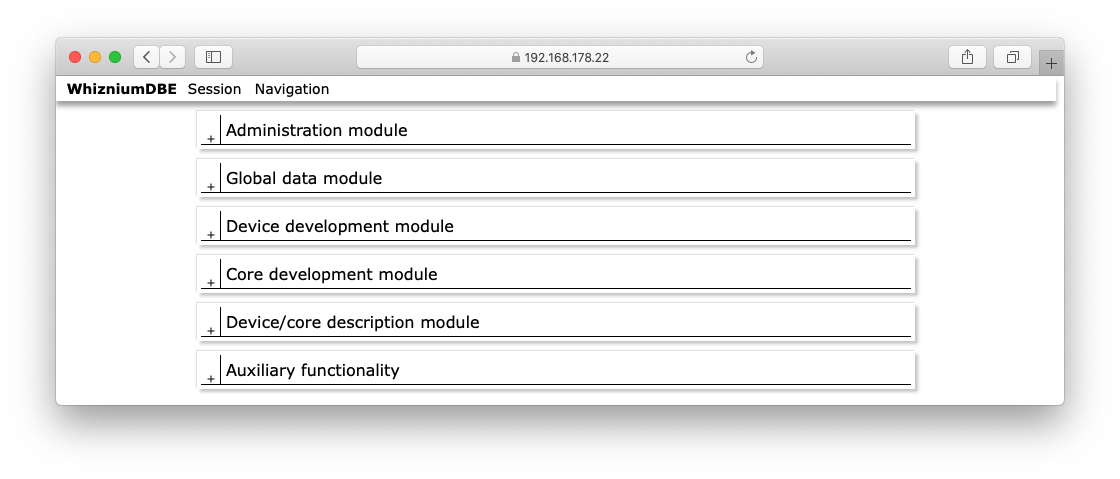 192.168.178.22
WhizniumDBE Session Navigation
+ Administration module
+ Global data module
+ Device development module
+ Core development module
+ Device/core description module
+ Auxiliary functionality